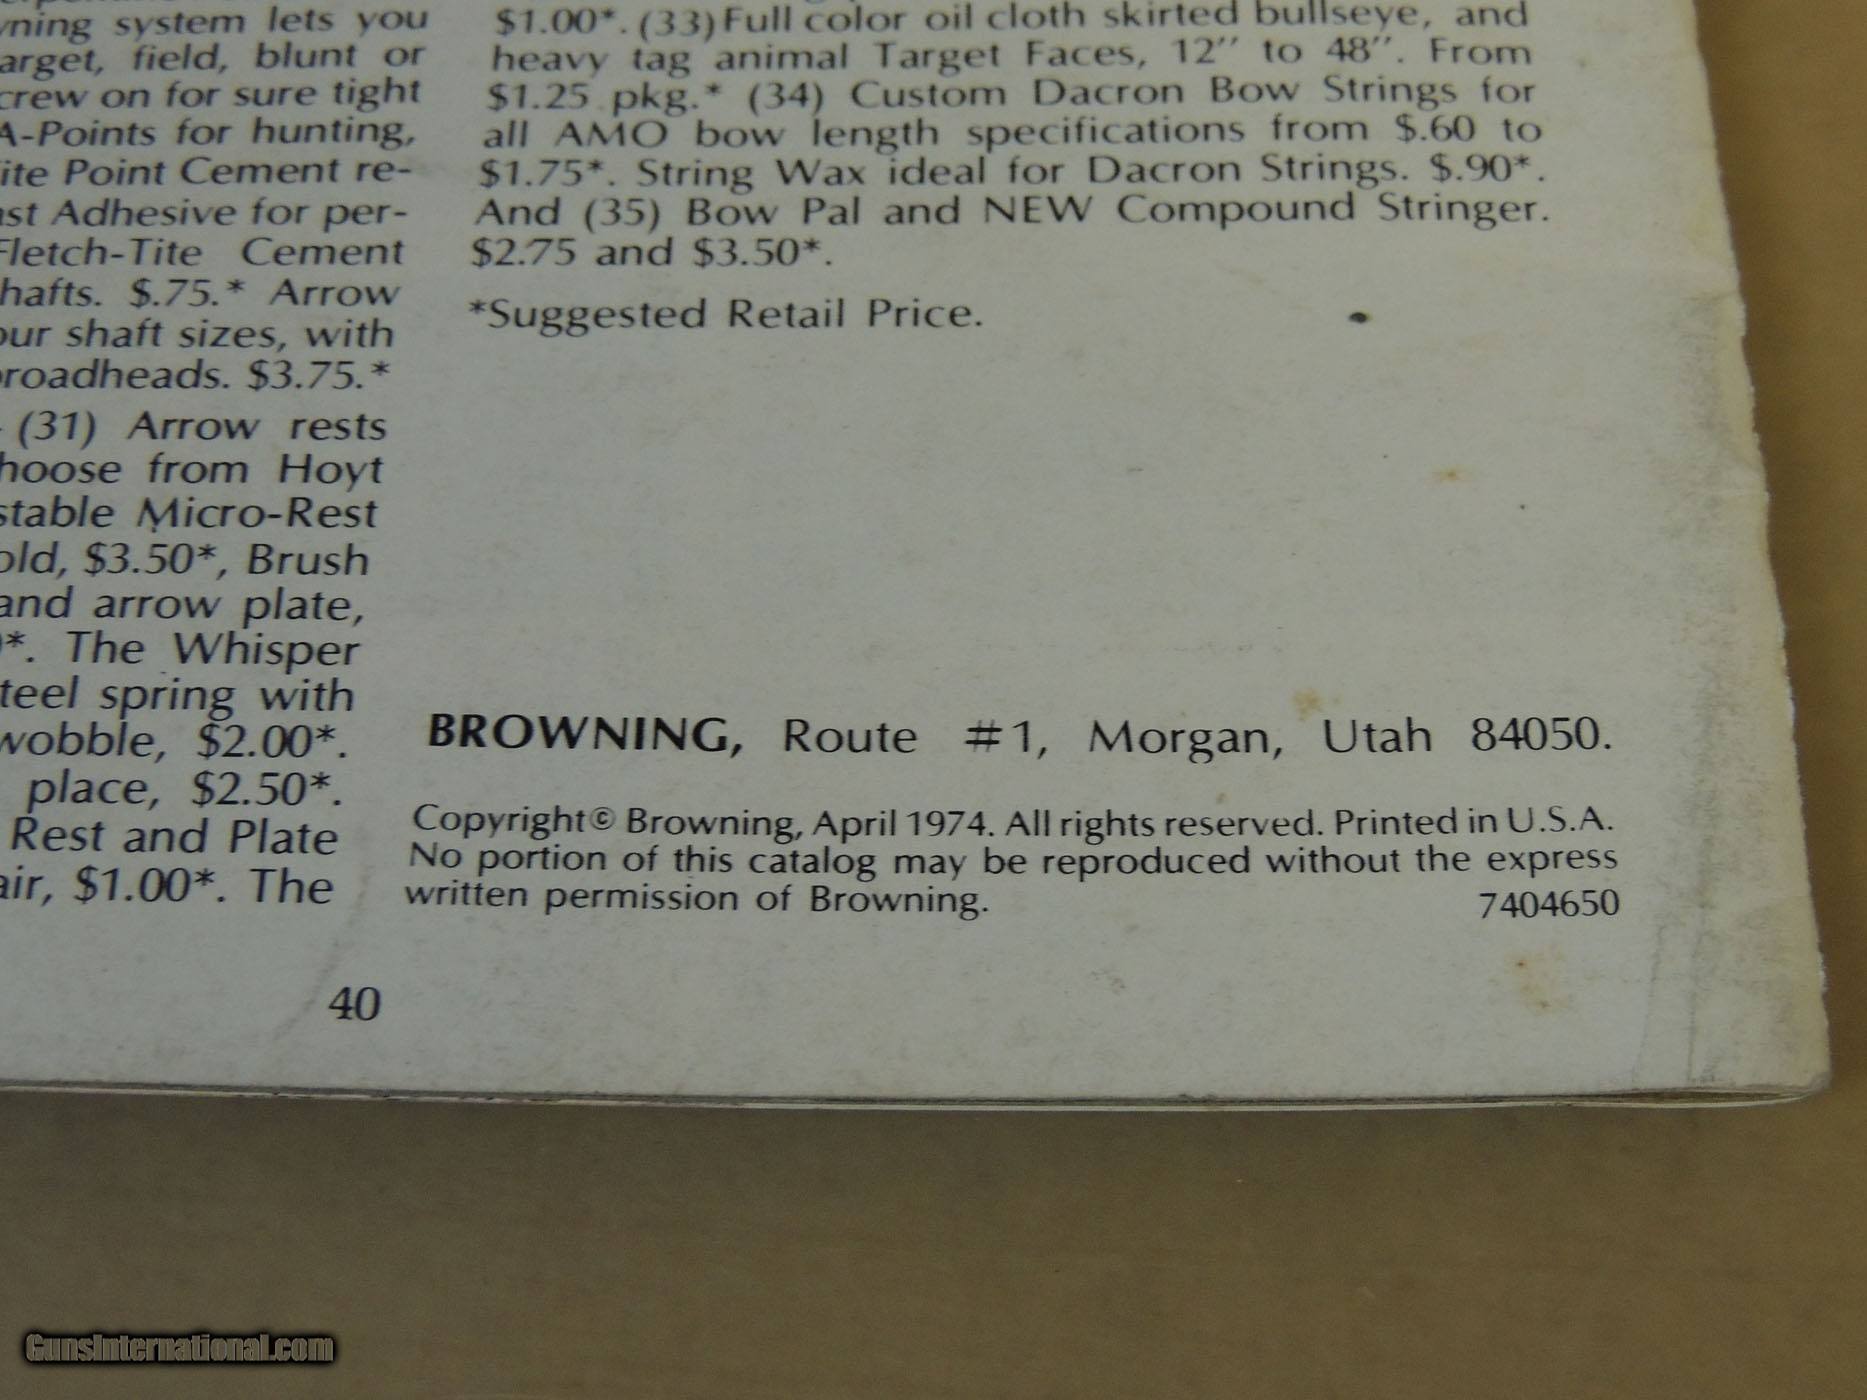 ning system lets you
arget, field, blunt or
crew on for sure tight
A-Points for hunting,
ite Point Cement re-
st Adhesive for per-
Fletch-Tite Cement
hafts. $.75.* Arrow
our shaft sizes, with
roadheads. $3.75.*
(31) Arrow rests
hoose from Hoyt
stable Micro-Rest
old, $3.50*, Brush
and arrow plate,
*. The Whisper
teel spring with
wobble, $2.00*.
place, $2.50*.
Rest and Plate
air, $1.00*. The
40
$1.00*. (33) Full color oil cloth skirted bullseye, and
heavy tag animal Target Faces, 12" to 48". From
$1.25 pkg.* (34) Custom Dacron Bow Strings for
all AMO bow length specifications from $.60 to
$1.75*. String Wax ideal for Dacron Strings. $.90*.
And (35) Bow Pal and NEW Compound Stringer.
$2.75 and $3.50*.
*Suggested Retail Price.
BROWNING, Route #1, Morgan, Utah 84050.
Copyright© Browning, April 1974. All rights reserved. Printed in U.S.A.
No portion of this catalog may be reproduced without the express
written permission of Browning. 7404650
GunsInternational.com